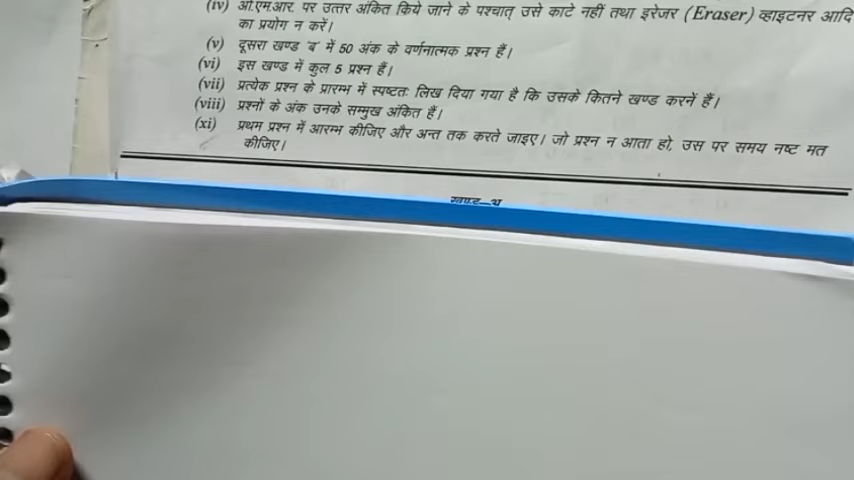 (iv) ओ.एम.आर. पर उत्तर अंकित किये जाने के पश्चात् उसे काटे नहीं तथा इरेजर (Eraser) व्हाइटनर आदि
का प्रयोग न करें।
(v) दूसरा खण्ड 'ब' में 50 अंक के वर्णनात्मक प्रश्न हैं।
(vi) इस खण्ड में कुल 5 प्रश्न हैं।
(vii) प्रत्येक प्रश्न के प्रारम्भ में स्पष्टतः लिख दिया गया है कि उसके कितने खण्ड करनें हैं।
(viii) प्रश्नों के अंक उनके सम्मुख अंकित हैं।
(xi) प्रथम प्रश्न में आरम्भ कीजिए और अन्त तक करते जाइए। जो प्रश्न न आता हो, उस पर समय नष्ट मत
कीजिए।
खण्ड—अ